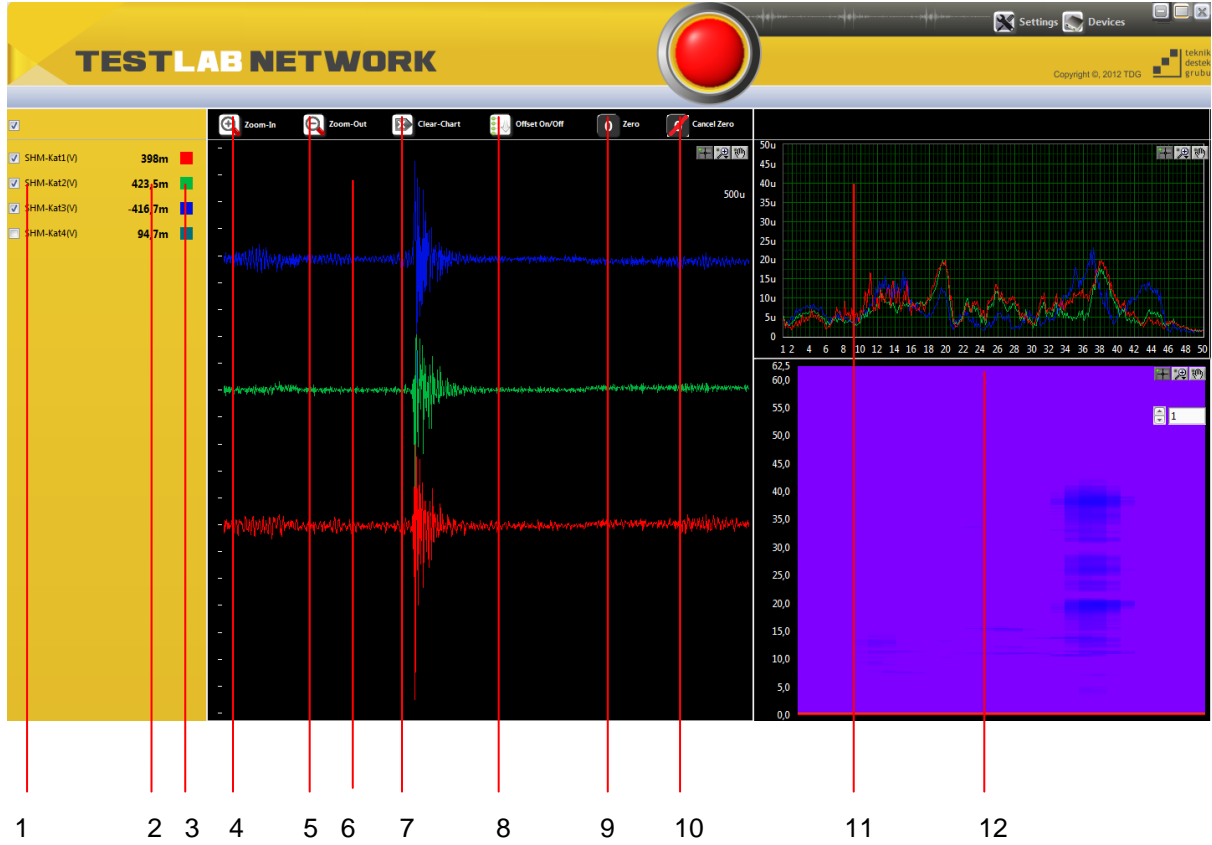 Settings Devices
TESTLAB NETWORK
teknik
destek
grubu
Copyright ©, 2012 TDG
Zoom-In Zoom-Out Clear-Chart Offset On/Off 0 Zero Cancel Zero
SHM-Kat1(V) 398m
SHM-Kat2(V) 423,5m
SHM-Kat3(V) -416,7m
SHM-Kat4(V) 94,7m
500u
50u
45u
40u
35u
30u
25u
20u
15u
10u
5u
0
1 2 4 6 8 10 12 14 16 18 20 22 24 26 28 30 32 34 36 38 40 42 44 46 48 50
62,5
60,0
55,0
50,0
45,0
40,0
35,0
30,0
25,0
20,0
15,0
10,0
5,0
0,0
1
1 2 3 4 5 6 7 8 9 10 11 12